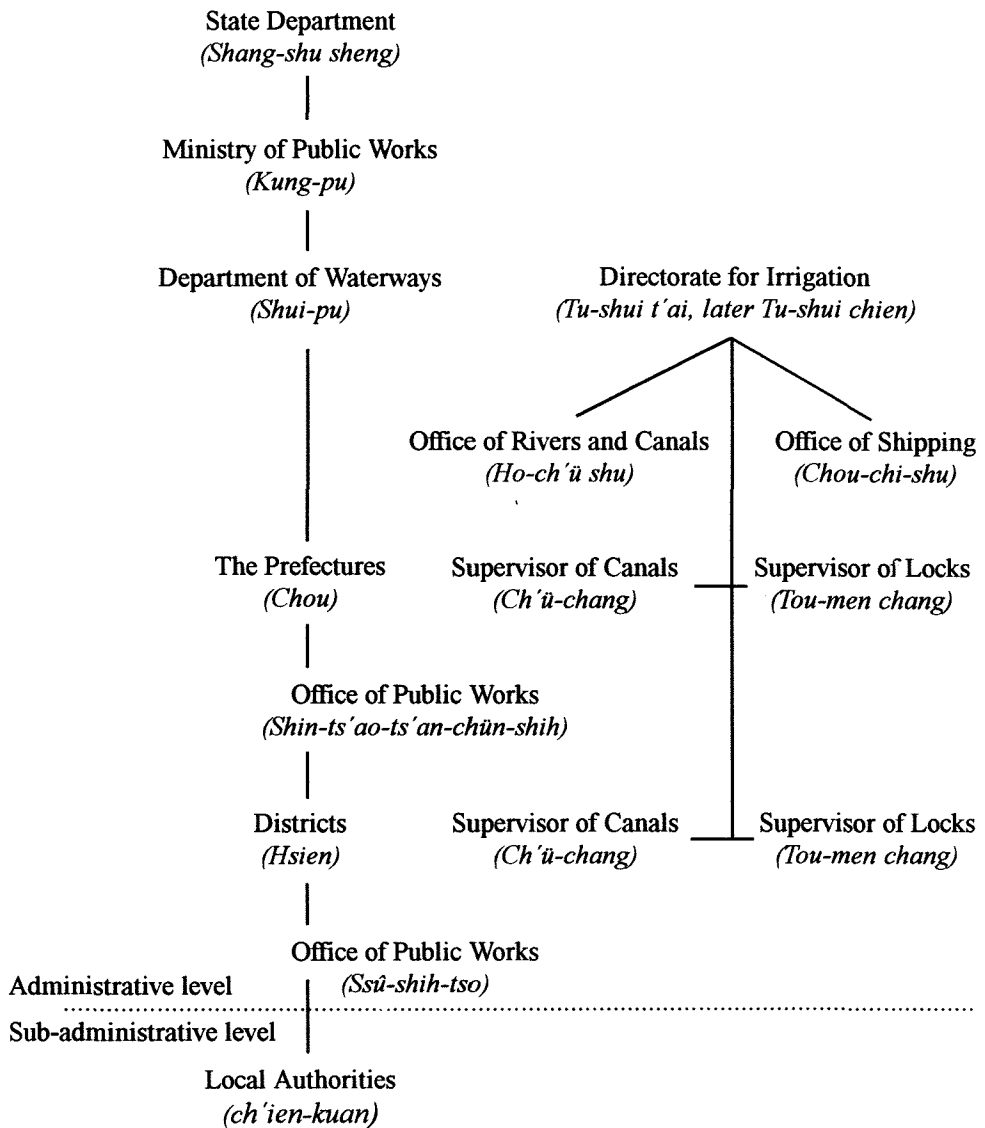 State Department
(Shang-shu sheng)
Ministry of Public Works
(Kung-pu)
Department of Waterways
(Shui-pu)
Directorate for Irrigation
(Tu-shui t´ai, later Tu-shui chien)
Office of Rivers and Canals
(Ho-ch´ü shu)
Office of Shipping
(Chou-chi-shu)
The Prefectures
(Chou)
Supervisor of Canals
(Ch´ü-chang)
Supervisor of Locks
(Tou-men chang)
Office of Public Works
(Shin-ts´ao-ts´an-chün-shih)
Districts
(Hsien)
Supervisor of Canals
(Ch´ü-chang)
Supervisor of Locks
(Tou-men chang)
Office of Public Works
(Ssû-shih-tso)
Administrative level
Sub-administrative level
Local Authorities
(ch´ien-kuan)